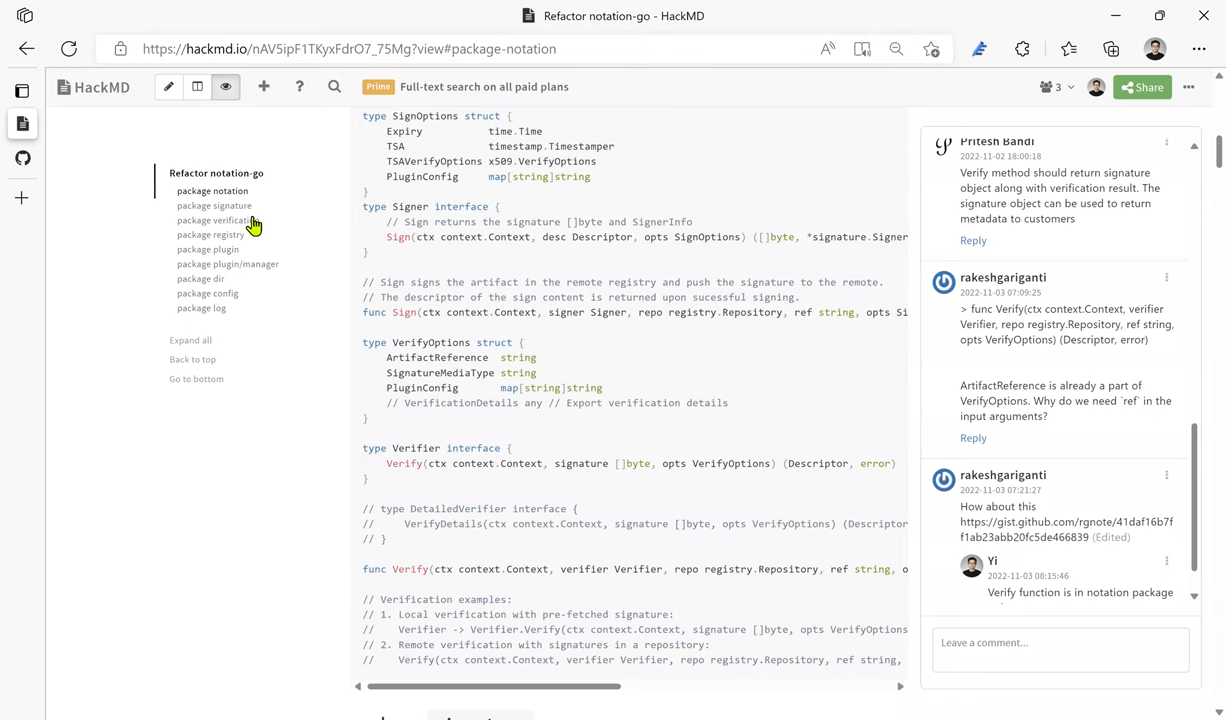 Refactor notation-go - HackMD
https://hackmd.io/nAV5ipF1TKyxFdrO7_75Mg?view#package-notation
HackMD
Prime Full-text search on all paid plans
3
Share
Refactor notation-go
package notation
package signature
package verification
package registry
package plugin
package plugin/manager
package dir
package config
package log
Expand all
Back to top
Go to bottom
type SignOptions struct {
Expiry time.Time
TSA timestamp.Timestamper
TSAVerifyOptions x509.VerifyOptions
PluginConfig map[string]string
}
type Signer interface {
// Sign returns the signature []byte and SignerInfo
Sign(ctx context.Context, desc Descriptor, opts SignOptions) ([]byte, *signature.Signer
}
// Sign signs the artifact in the remote registry and push the signature to the remote.
// The descriptor of the sign content is returned upon sucessful signing.
func Sign(ctx context.Context, signer Signer, repo registry.Repository, ref string, opts Si
type VerifyOptions struct {
ArtifactReference string
SignatureMediaType string
PluginConfig map[string]string
// VerificationDetails any // Export verification details
}
type Verifier interface {
Verify(ctx context.Context, signature []byte, opts VerifyOptions) (Descriptor, error)
}
// type DetailedVerifier interface {
// VerifyDetails(ctx context.Context, signature []byte, opts VerifyOptions) (Descriptor
// }
func Verify(ctx context.Context, verifier Verifier, repo registry.Repository, ref string, o
// Verification examples:
// 1. Local verification with pre-fetched signature:
// Verifier -> Verifier.Verify(ctx context.Context, signature []byte, opts VerifyOptions
// 2. Remote verification with signatures in a repository:
// Verify(ctx context.Context, verifier Verifier, repo registry.Repository, ref string,
Pritesh Bandi
2022-11-02 18:00:18
Verify method should return signature
object along with verification result. The
signature object can be used to return
metadata to customers
Reply
rakeshgariganti
2022-11-03 07:09:25
> func Verify(ctx context.Context, verifier
Verifier, repo registry.Repository, ref string,
opts VerifyOptions) (Descriptor, error)
ArtifactReference is already a part of
VerifyOptions. Why do we need `ref` in the
input arguments?
Reply
rakeshgariganti
2022-11-03 07:21:27
How about this
https://gist.github.com/rgnote/41daf16b7f
f1ab23abb20fc5de466839 (Edited)
Yi
2022-11-03 08:15:46
Verify function is in notation package
Leave a comment...